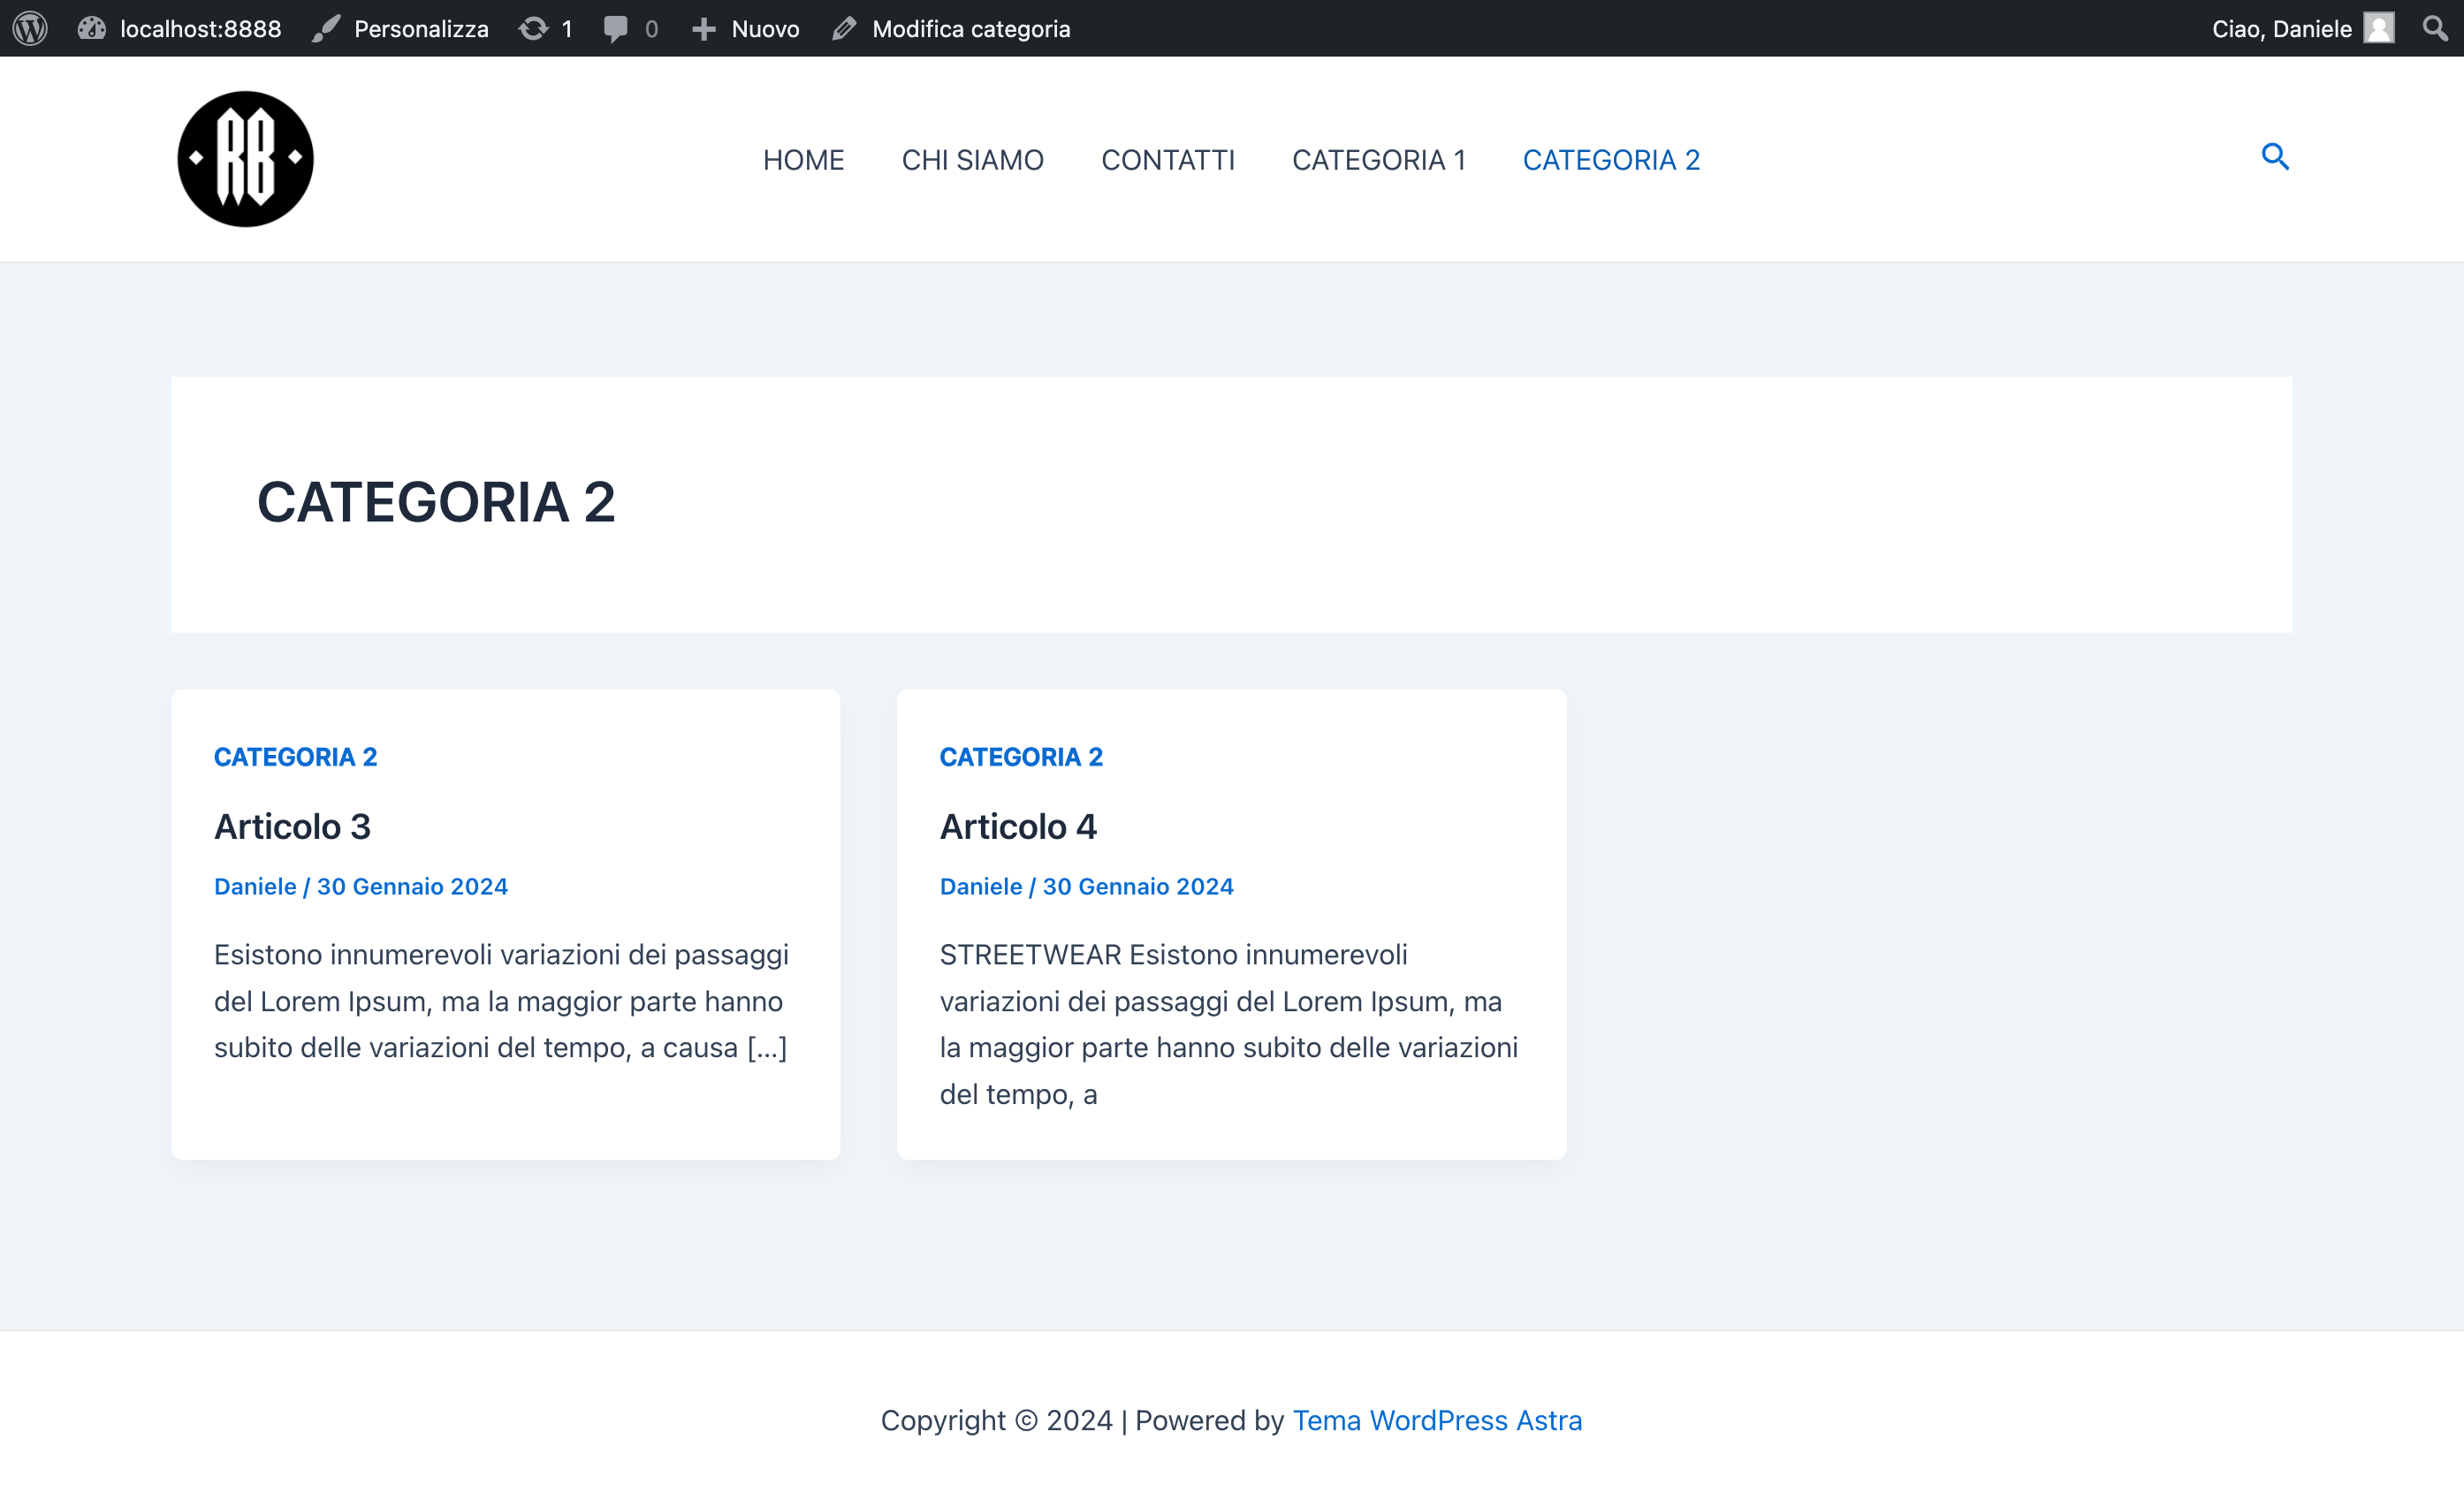 localhost:8888 Personalizza 1 0 Nuovo Modifica categoria Ciao, Daniele
RB
HOME CHI SIAMO CONTATTI CATEGORIA 1 CATEGORIA 2
CATEGORIA 2
CATEGORIA 2
Articolo 3
Daniele / 30 Gennaio 2024
Esistono innumerevoli variazioni dei passaggi
del Lorem Ipsum, ma la maggior parte hanno
subito delle variazioni del tempo, a causa […]
CATEGORIA 2
Articolo 4
Daniele / 30 Gennaio 2024
STREETWEAR Esistono innumerevoli
variazioni dei passaggi del Lorem Ipsum, ma
la maggior parte hanno subito delle variazioni
del tempo, a
Copyright © 2024 | Powered by Tema WordPress Astra